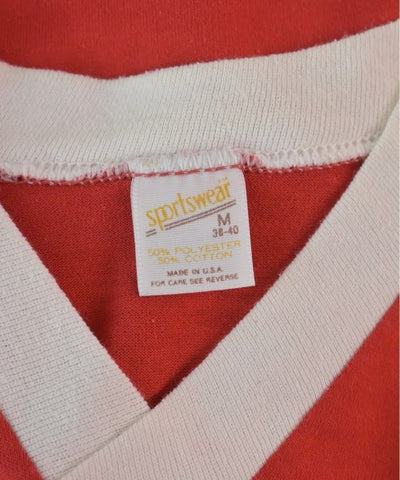 sportswear
M
38-40
50% POLYESTER
50% COTTON
MADE IN U.S.A.
FOR CARE SEE REVERSE